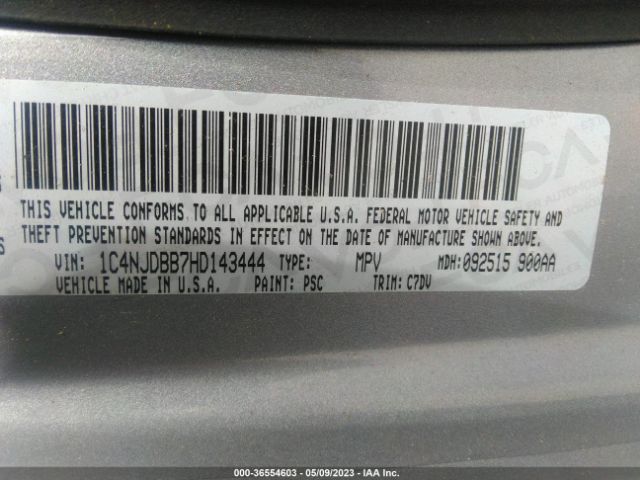 THIS VEHICLE CONFORMS TO ALL APPLICABLE U.S.A. FEDERAL MOTOR VEHICLE SAFETY AND
THEFT PREVENTION STANDARDS IN EFFECT ON THE DATE OF MANUFACTURE SHOWN ABOVE.
VIN: 1C4NJDBB7HD143444 TYPE: MPV MDH: 092515 900AA
VEHICLE MADE IN U.S.A. PAINT: PSC TRIM: C7DV
000-36554603 - 05/09/2023 - IAAI.COM